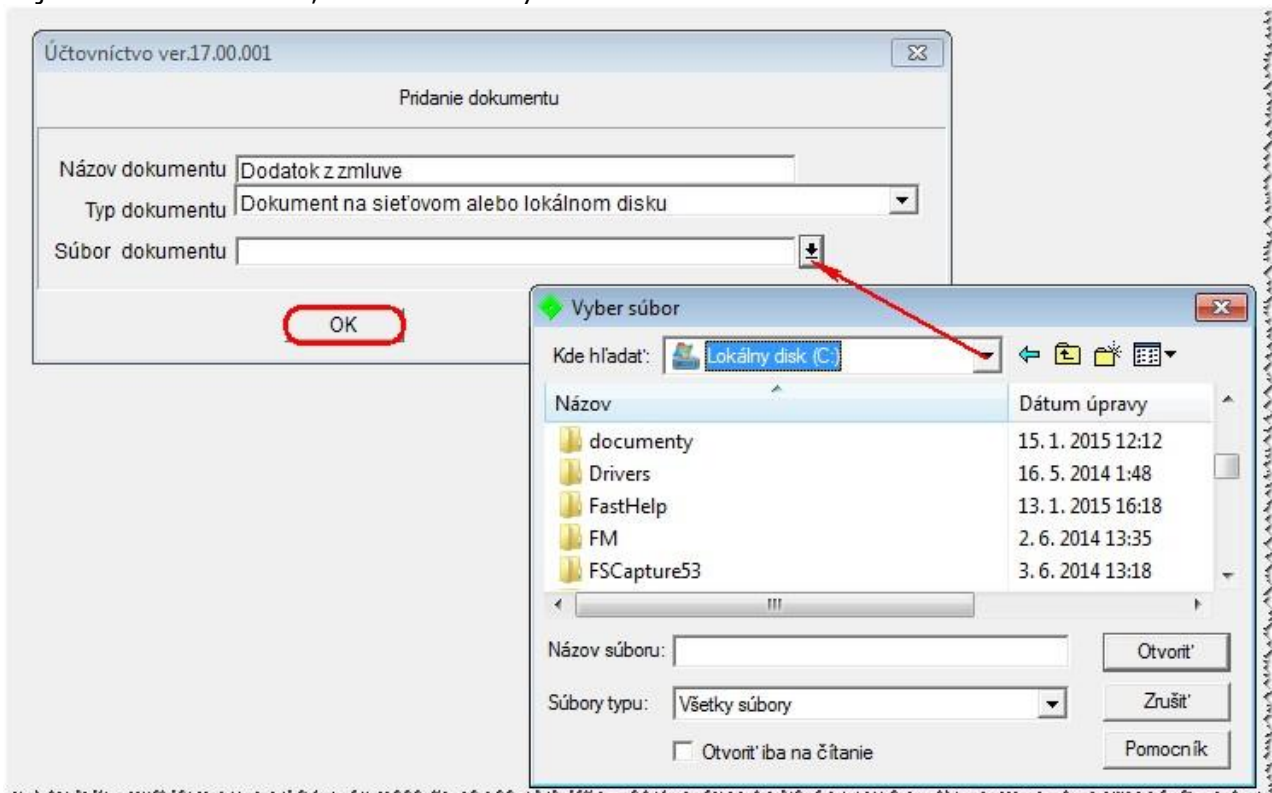 Účtovníctvo ver.17.00.001
Pridanie dokumentu
Názov dokumentu Dodatok z zmluve
Typ dokumentu Dokument na sieťovom alebo lokálnom disku
Súbor dokumentu
OK
Vyber súbor
Kde hľadať: Lokálny disk (C:)
Názov Dátum úpravy
documenty 15. 1. 2015 12:12
Drivers 16. 5. 2014 1:48
FastHelp 13. 1. 2015 16:18
FM 2. 6. 2014 13:35
FSCapture53 3. 6. 2014 13:18
Názov súboru: Otvoriť
Súbory typu: Všetky súbory Zrušiť
Otvoriť iba na čítanie Pomocník